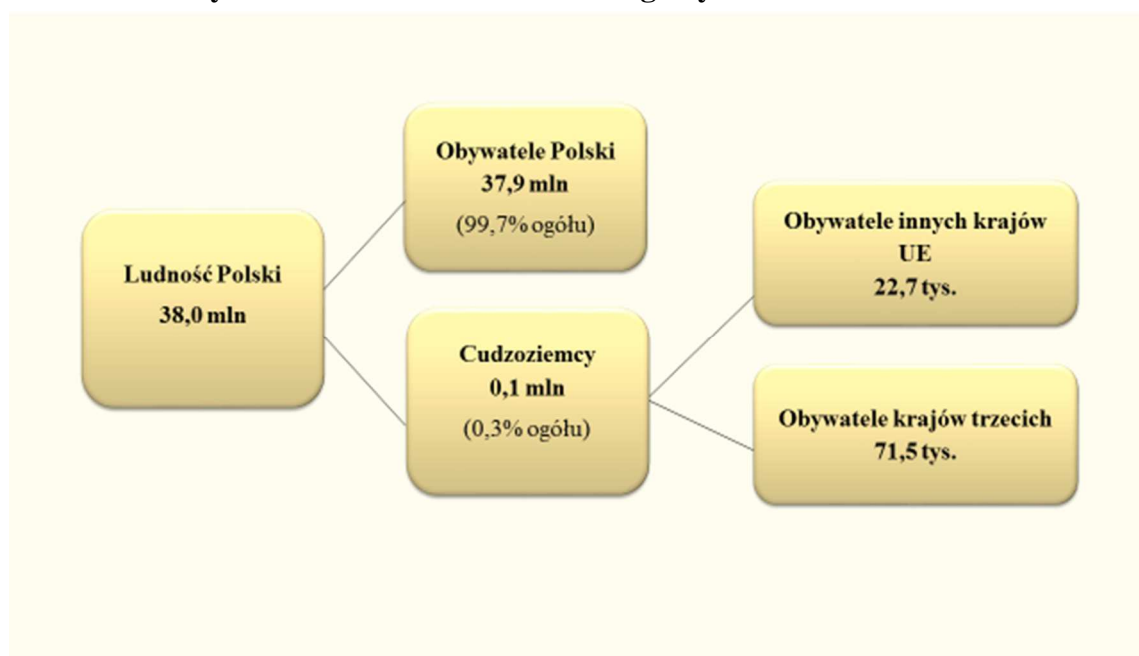 Ludność Polski
38,0 mln
Obywatele Polski
37,9 mln
(99,7% ogółu)
Cudzoziemcy
0,1 mln
(0,3% ogółu)
Obywatele innych krajów
UE
22,7 tys.
Obywatele krajów trzecich
71,5 tys.